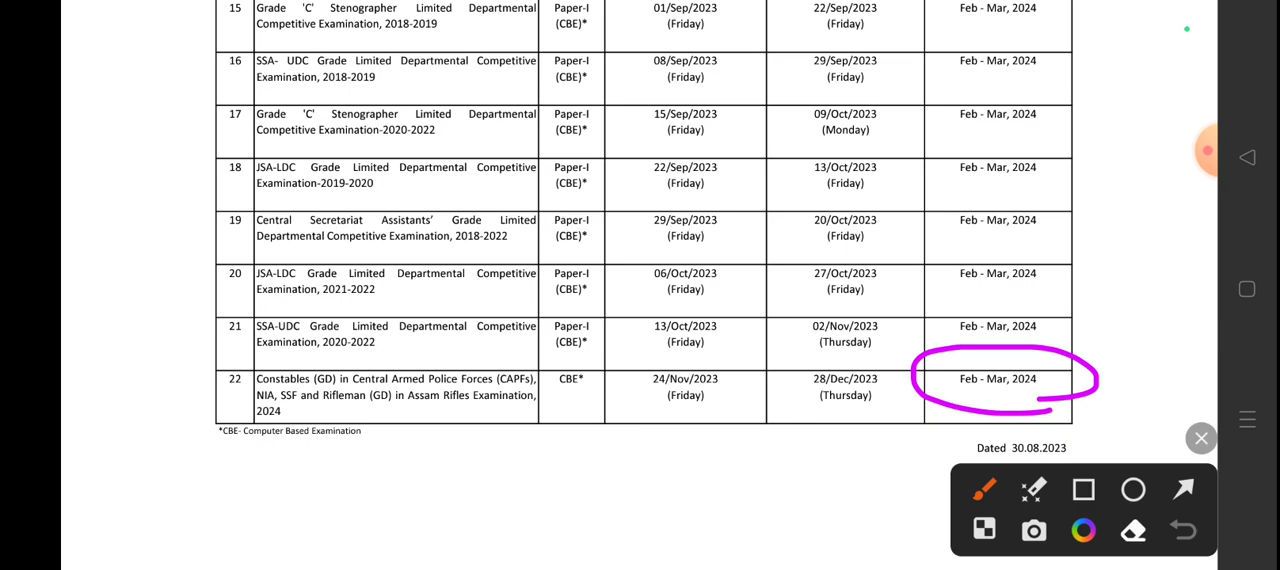 15 Grade 'C' Stenographer Limited Departmental Paper-I 01/Sep/2023 22/Sep/2023 Feb - Mar, 2024
Competitive Examination, 2018-2019 (CBE)* (Friday) (Friday)
16 SSA- UDC Grade Limited Departmental Competitive Paper-I 08/Sep/2023 29/Sep/2023 Feb - Mar, 2024
Examination, 2018-2019 (CBE)* (Friday) (Friday)
17 Grade 'C' Stenographer Limited Departmental Paper-I 15/Sep/2023 09/Oct/2023 Feb - Mar, 2024
Competitive Examination-2020-2022 (CBE)* (Friday) (Monday)
18 JSA-LDC Grade Limited Departmental Competitive Paper-I 22/Sep/2023 13/Oct/2023 Feb - Mar, 2024
Examination-2019-2020 (CBE)* (Friday) (Friday)
19 Central Secretariat Assistants’ Grade Limited Paper-I 29/Sep/2023 20/Oct/2023 Feb - Mar, 2024
Departmental Competitive Examination, 2018-2022 (CBE)* (Friday) (Friday)
20 JSA-LDC Grade Limited Departmental Competitive Paper-I 06/Oct/2023 27/Oct/2023 Feb - Mar, 2024
Examination, 2021-2022 (CBE)* (Friday) (Friday)
21 SSA-UDC Grade Limited Departmental Competitive Paper-I 13/Oct/2023 02/Nov/2023 Feb - Mar, 2024
Examination, 2020-2022 (CBE)* (Friday) (Thursday)
22 Constables (GD) in Central Armed Police Forces (CAPFs), CBE* 24/Nov/2023 28/Dec/2023 Feb - Mar, 2024
NIA, SSF and Rifleman (GD) in Assam Rifles Examination, (Friday) (Thursday)
2024
*CBE- Computer Based Examination
Dated 30.08.2023